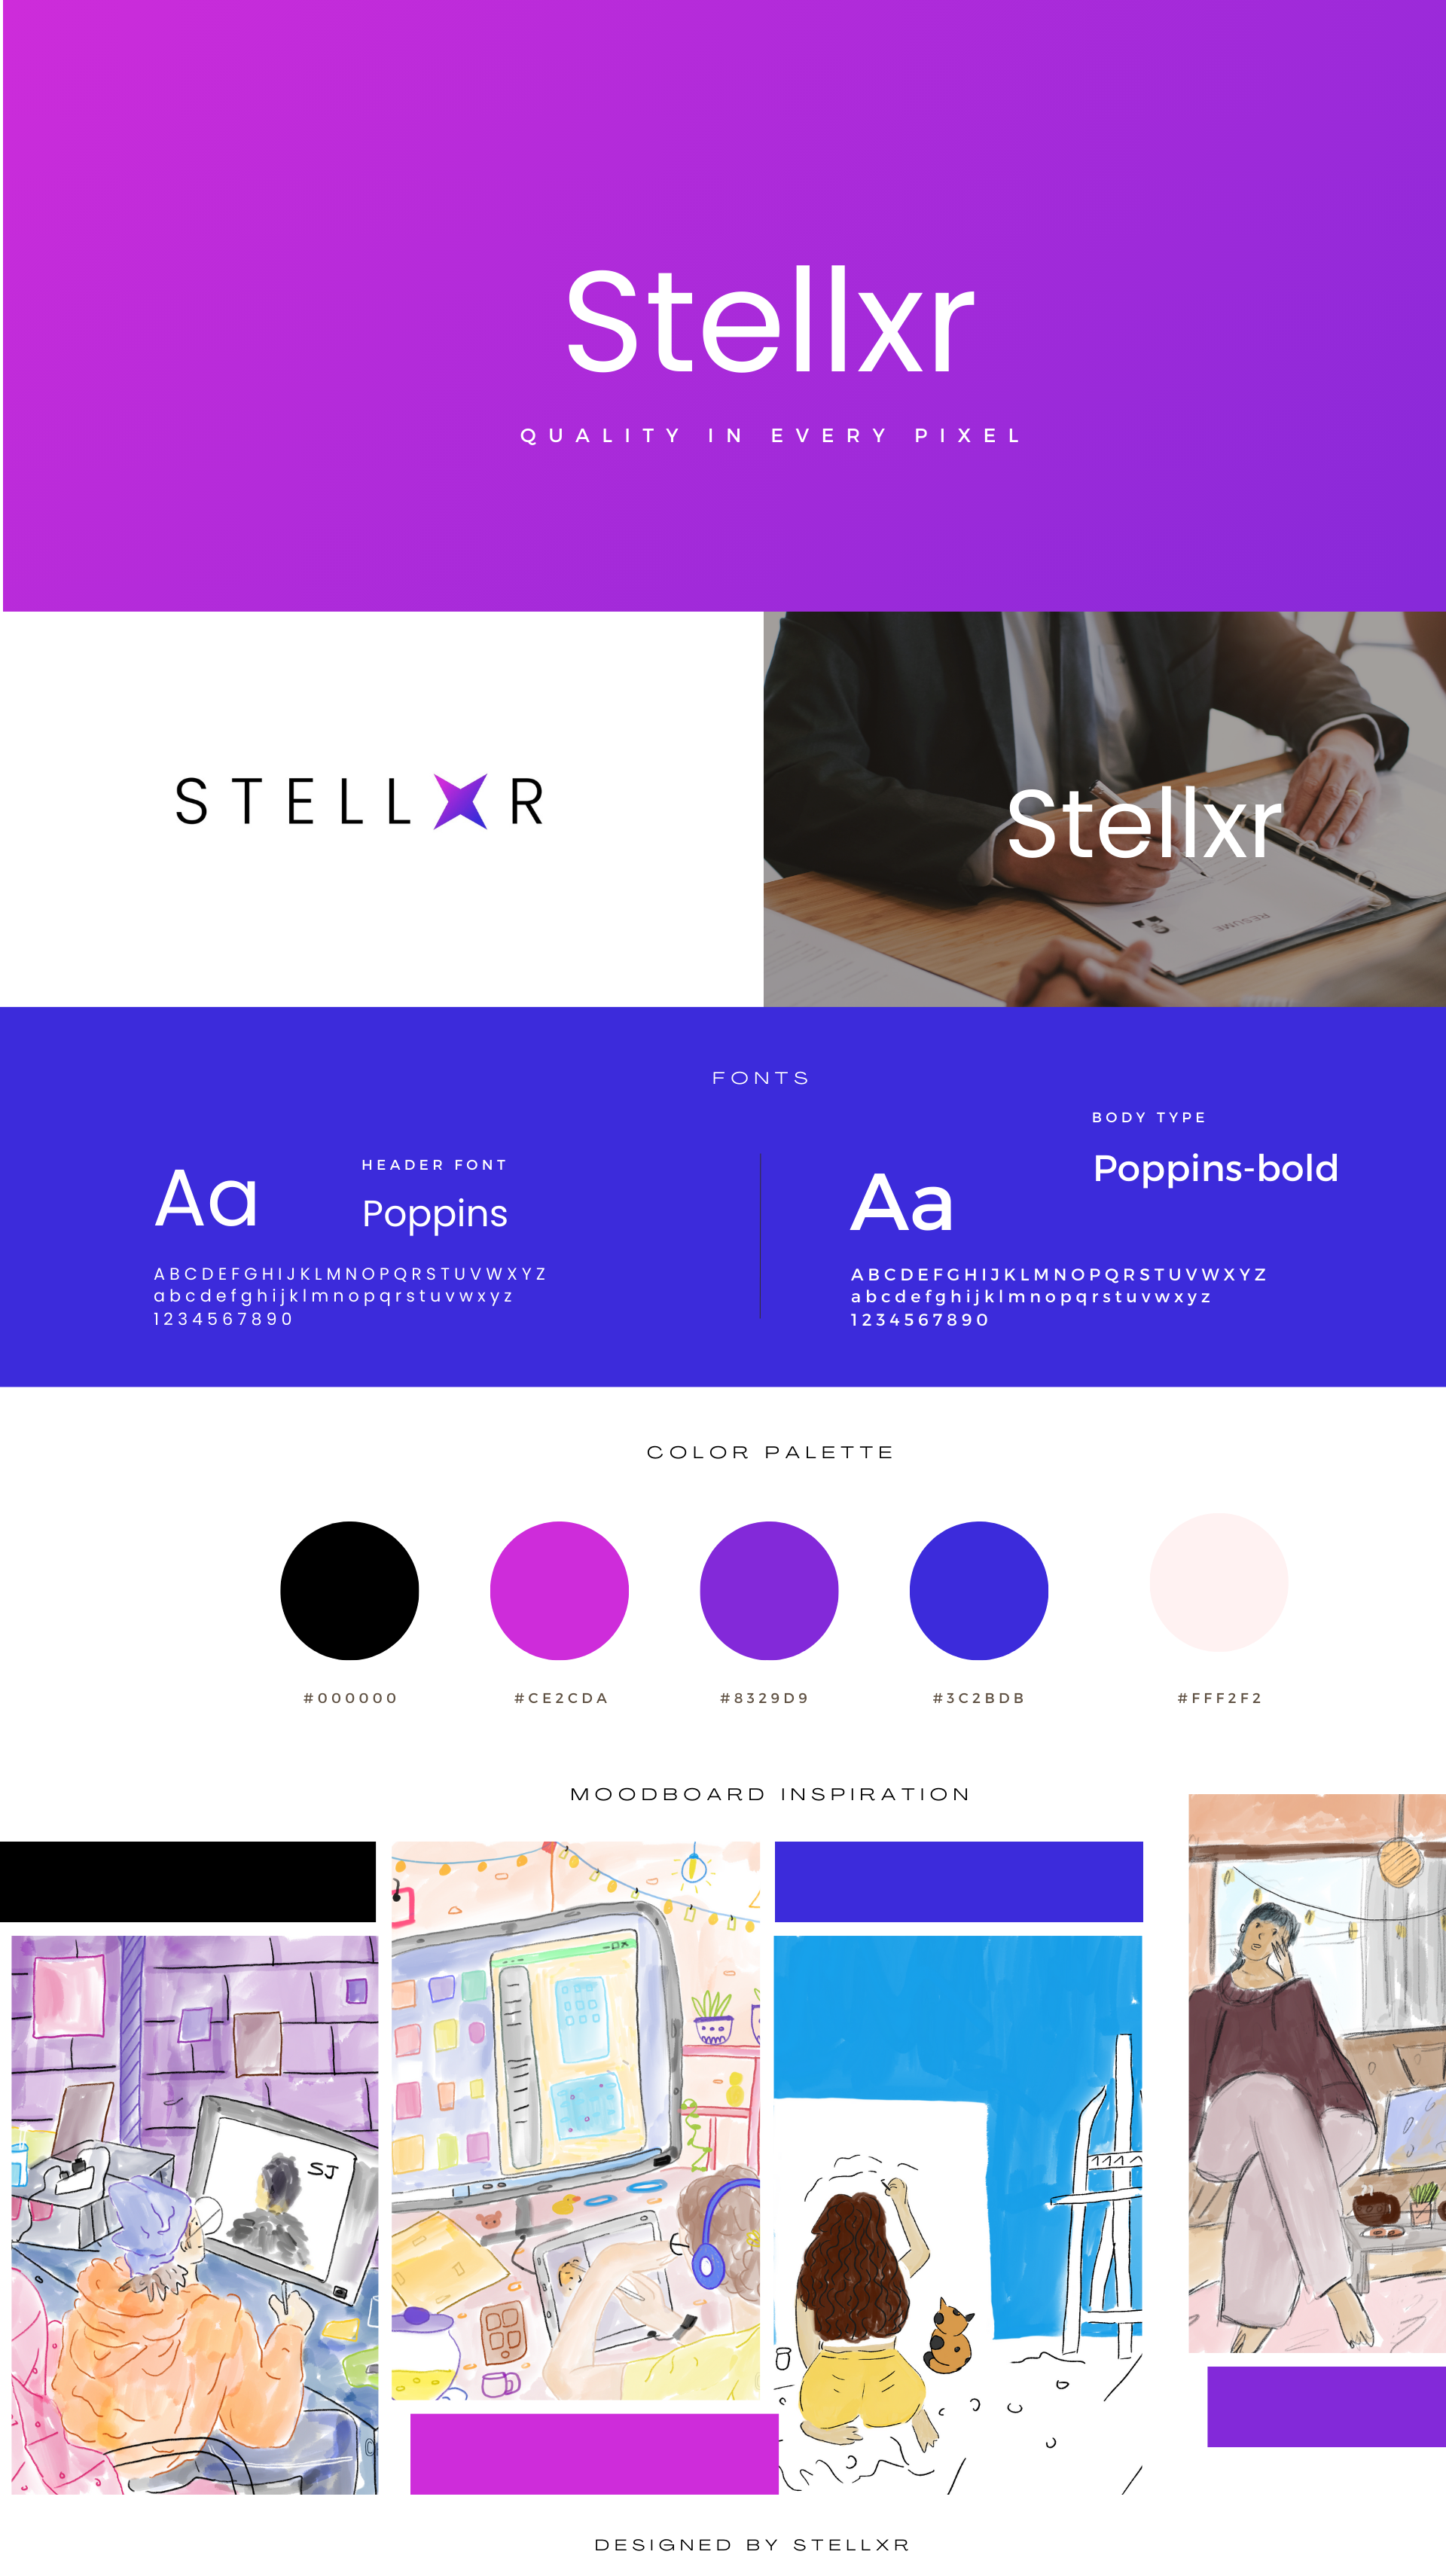 Stellxr
QUALITY IN EVERY PIXEL
STELLXR
Stellxr
RESUME
FONTS
Aa
HEADER FONT
Poppins
ABCDEFGHIJKLMNOPQRSTUVWXYZ
abcdefghijklmnopqrstuvwxyz
1234567890
BODY TYPE
Poppins-bold
Aa
ABCDEFGHIJKLMNOPQRSTUVWXYZ
abcdefghijklmnopqrstuvwxyz
1234567890
COLOR PALETTE
#000000
#CE2CDA
#8329D9
#3C2BDB
#FFF2F2
MOODBOARD INSPIRATION
SJ
DESIGNED BY STELLXR